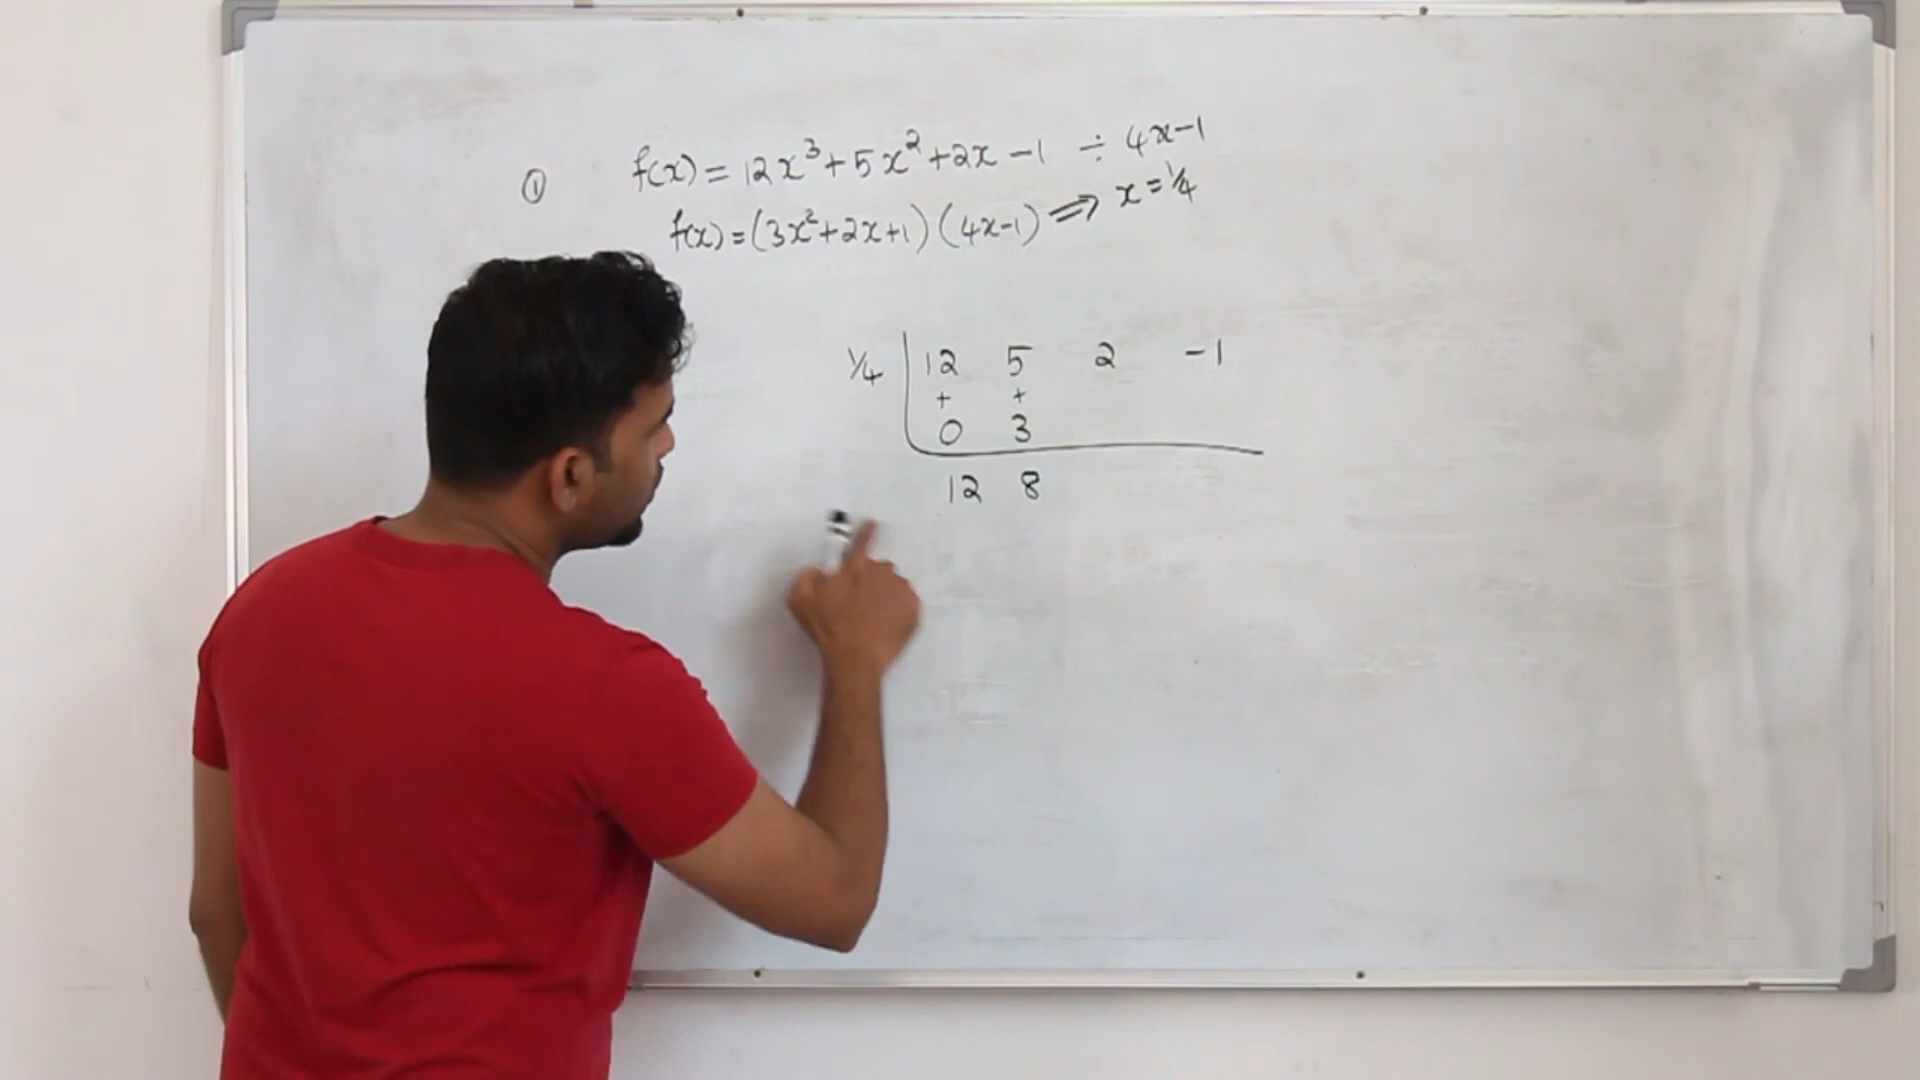 ① f(x) = 12x³ + 5x² + 2x - 1 ÷ 4x-1
f(x) = (3x² + 2x + 1) (4x-1) ⟹ x = 1/4
1/4 12 5 2 -1
+ +
0 3
12 8